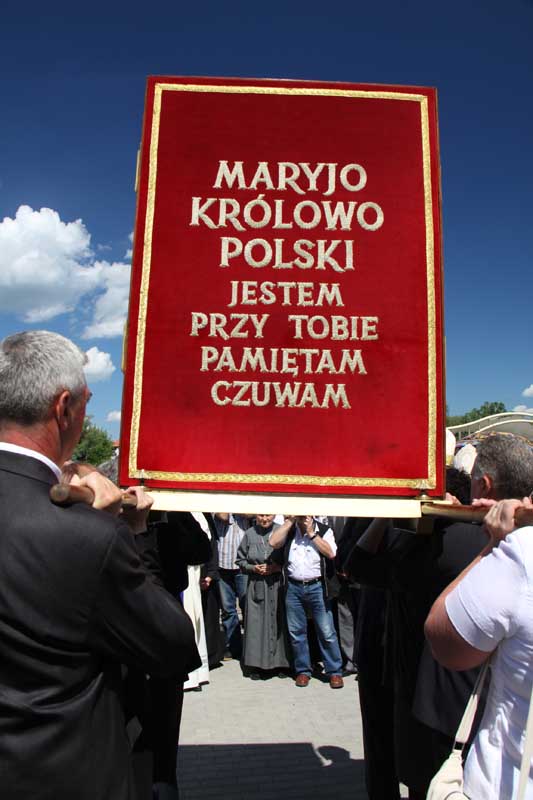 MARYJO
KRÓLOWO
POLSKI
JESTEM
PRZY TOBIE
PAMIĘTAM
CZUWAM